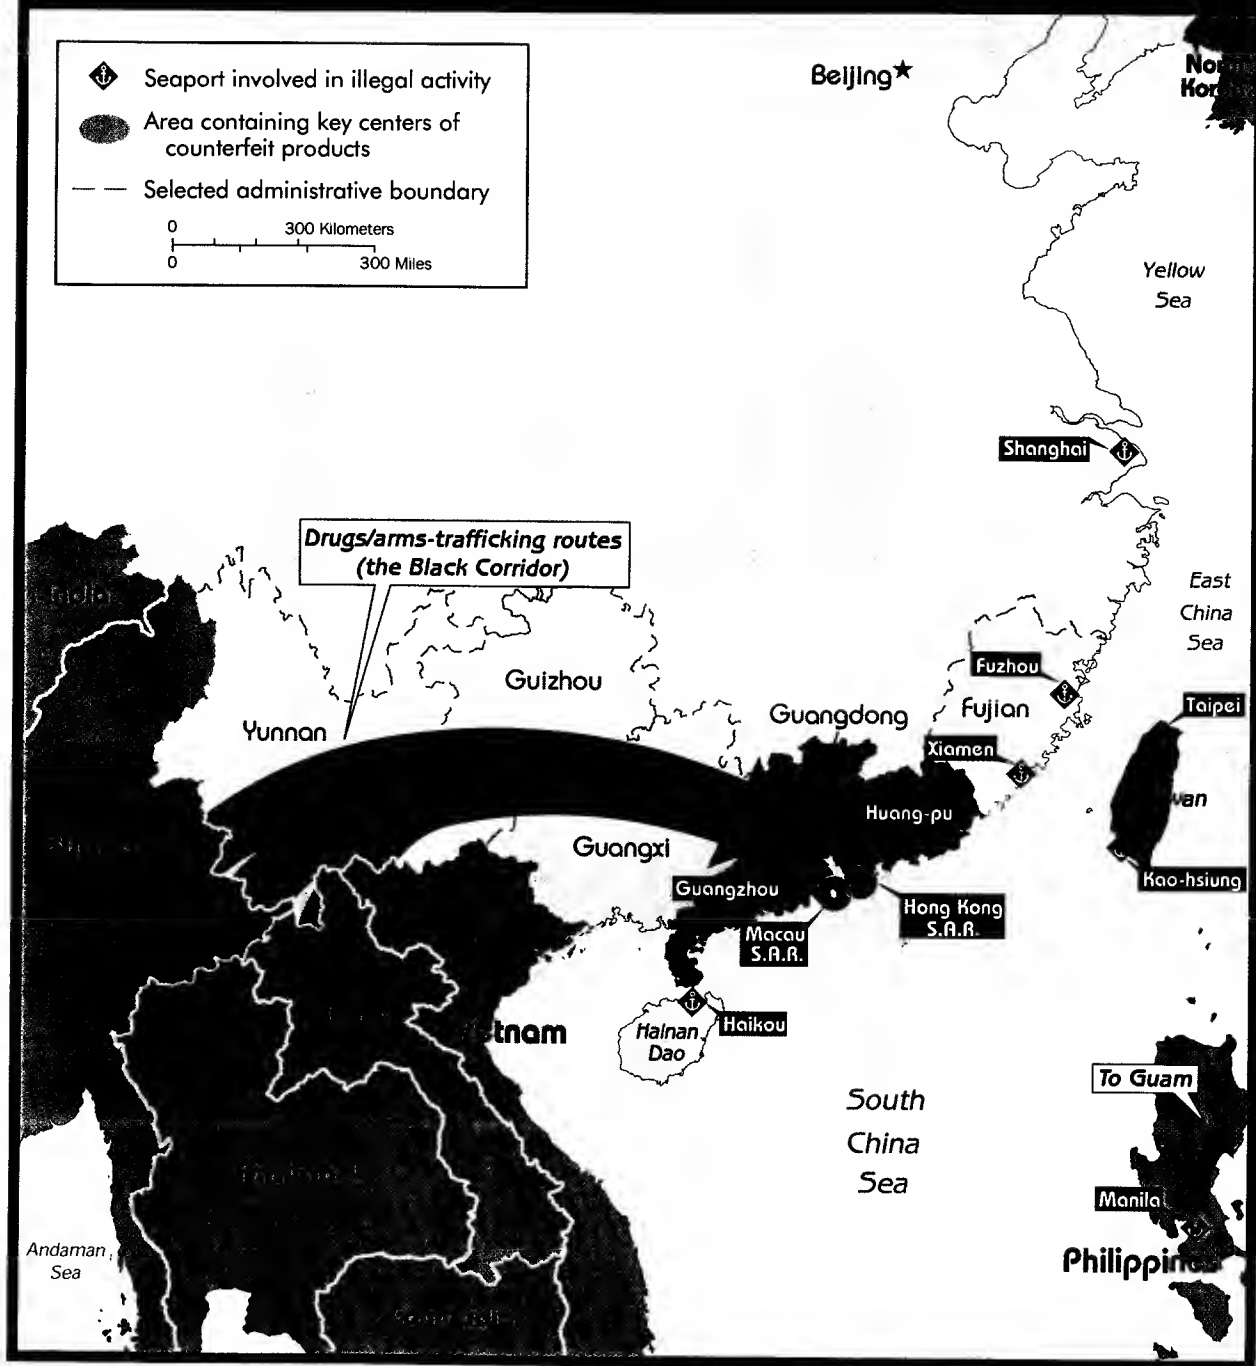 Seaport involved in illegal activity
Area containing key centers of
counterfeit products
Selected administrative boundary
0 300 Kilometers
0 300 Miles
Beijing
Yellow
Sea
Shanghai
Drugs/arms-trafficking routes
(the Black Corridor)
East
China
Sea
Guizhou
Fuzhou
Yunnan
Guangdong
Fujian
Taipei
Xiamen
Huang-pu
Guangxi
Guangzhou
Kao-hsiung
Hong Kong
S.A.R.
Macau
S.A.R.
Haikou
Hainan
Dao
To Guam
South
China
Sea
Thailand
Manila
Andaman
Sea
Philippines